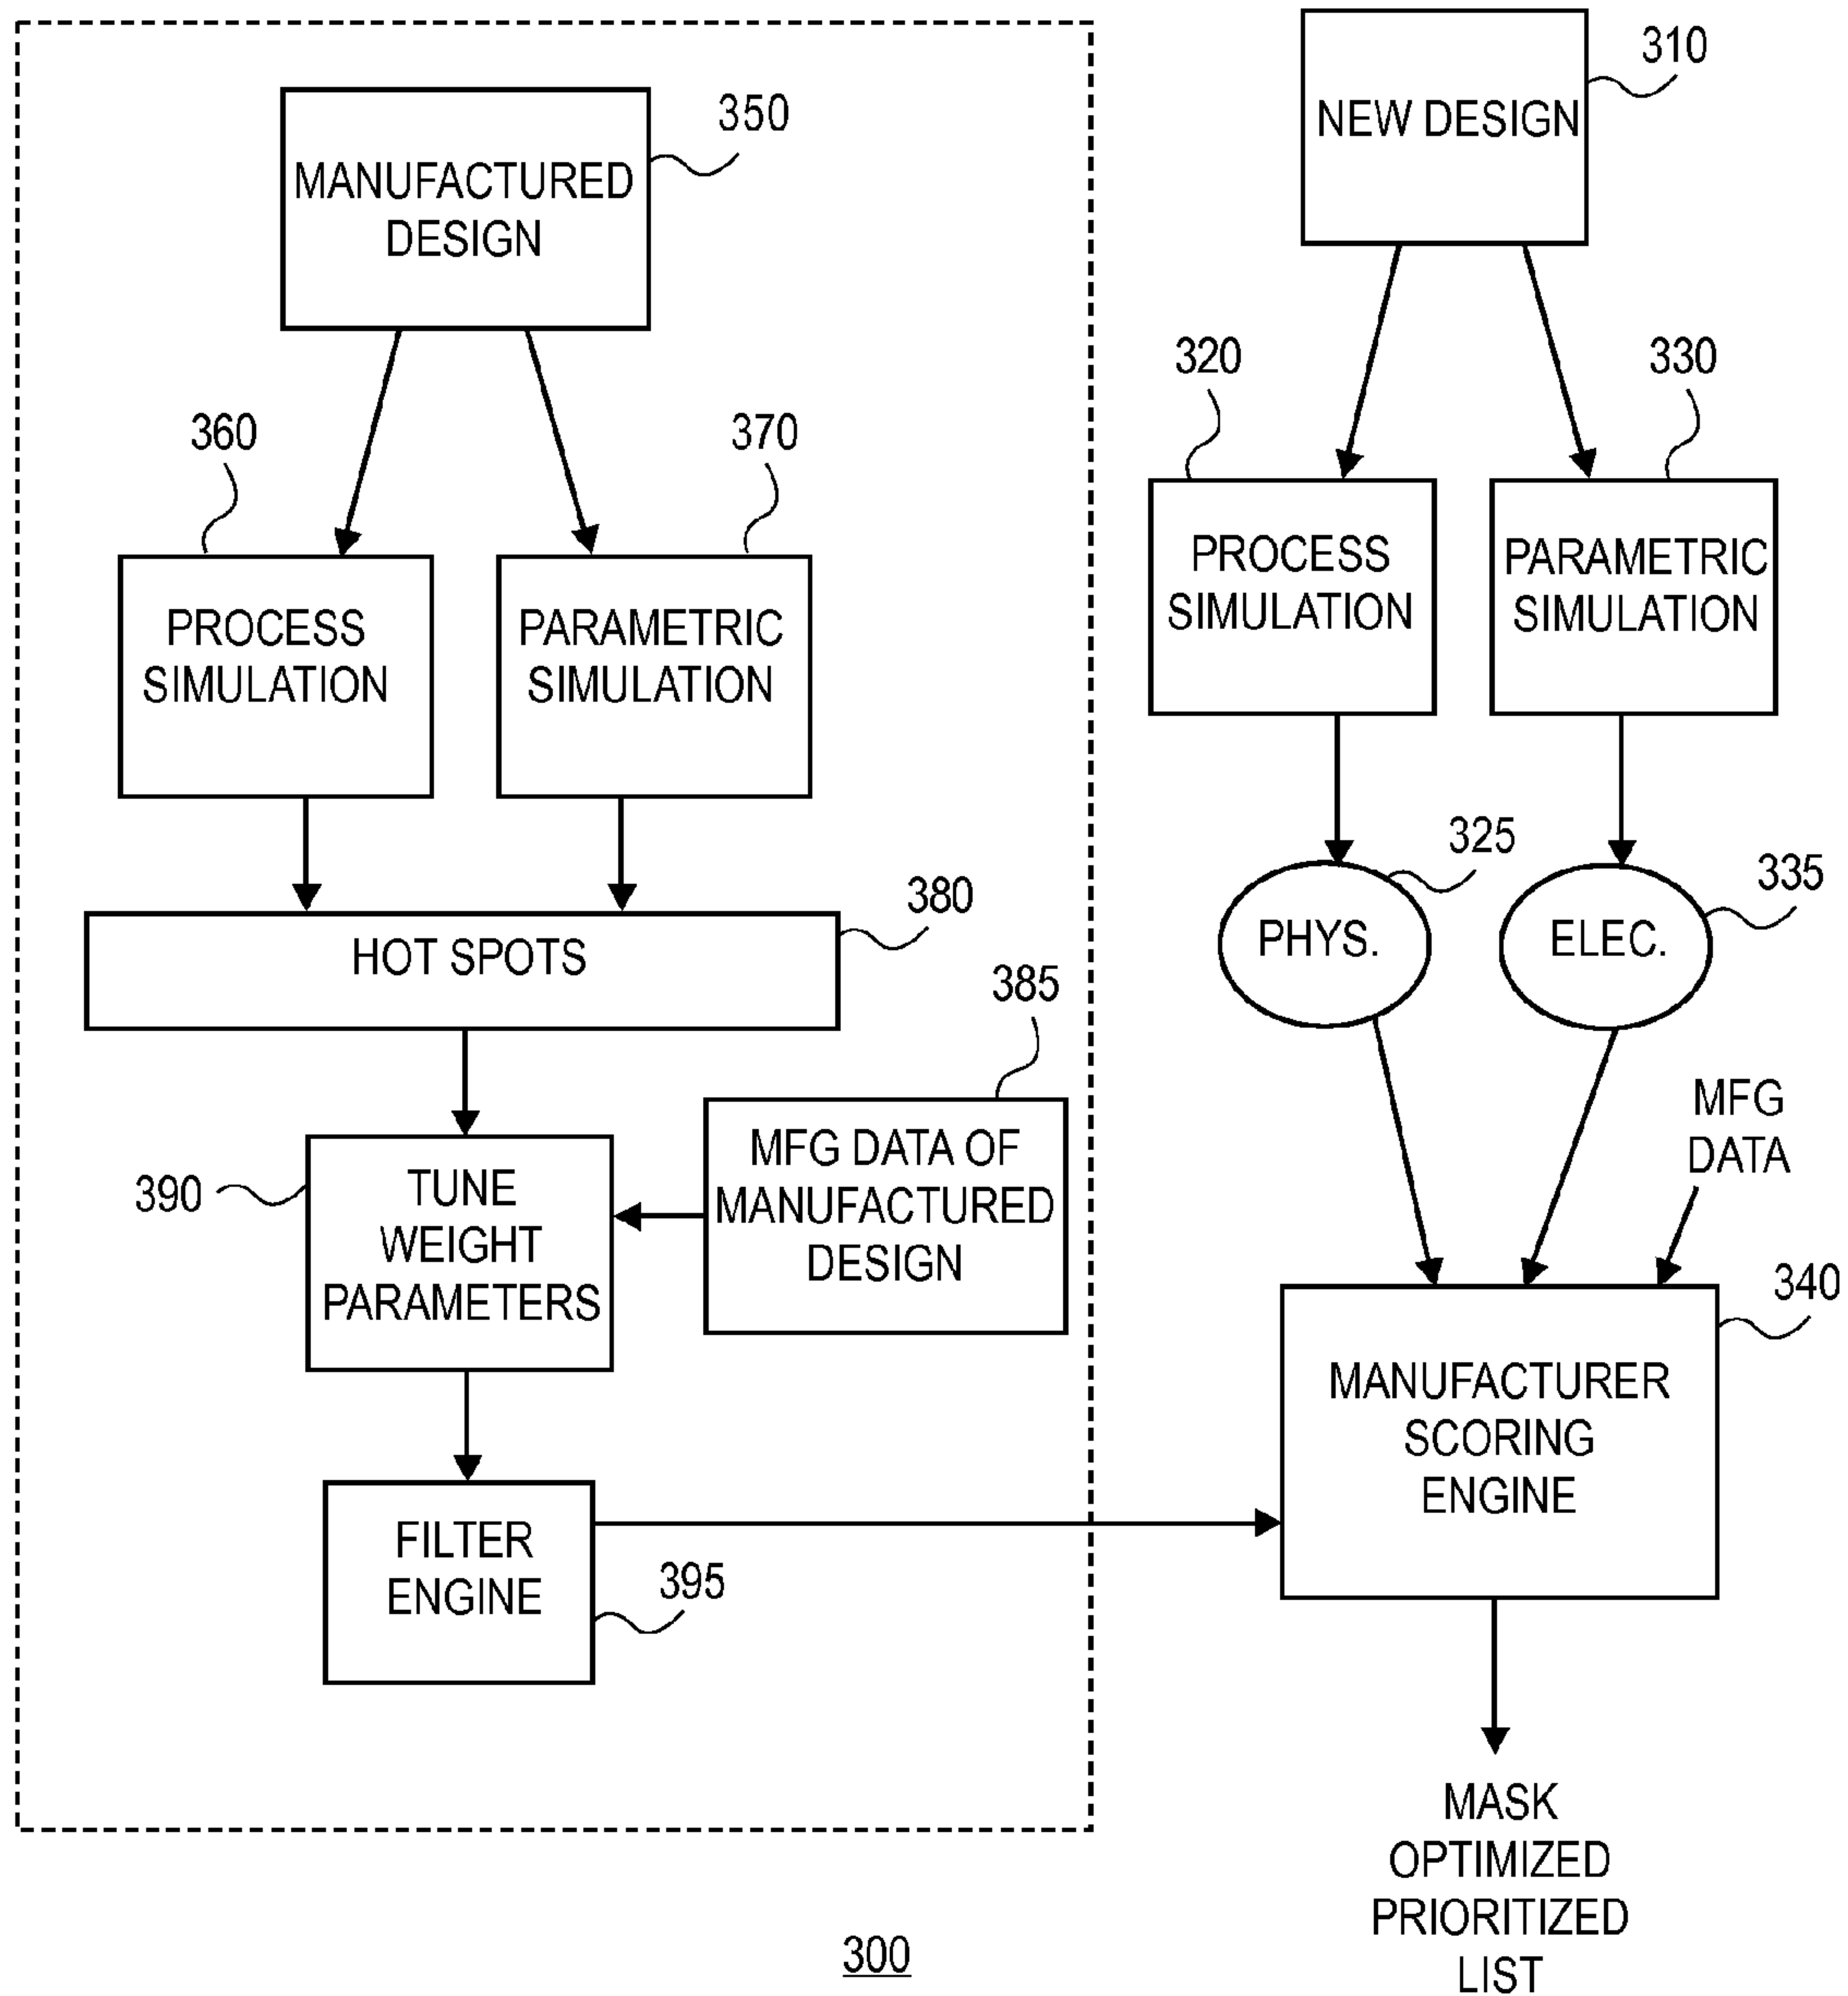 310
NEW DESIGN
350
MANUFACTURED
DESIGN
320
330
360
370
PROCESS
SIMULATION
PARAMETRIC
SIMULATION
PROCESS
SIMULATION
PARAMETRIC
SIMULATION
325
335
380
HOT SPOTS
PHYS.
ELEC.
385
MFG
DATA
390
TUNE
WEIGHT
PARAMETERS
MFG DATA OF
MANUFACTURED
DESIGN
340
MANUFACTURER
SCORING
ENGINE
FILTER
ENGINE
395
MASK
OPTIMIZED
PRIORITIZED
LIST
300